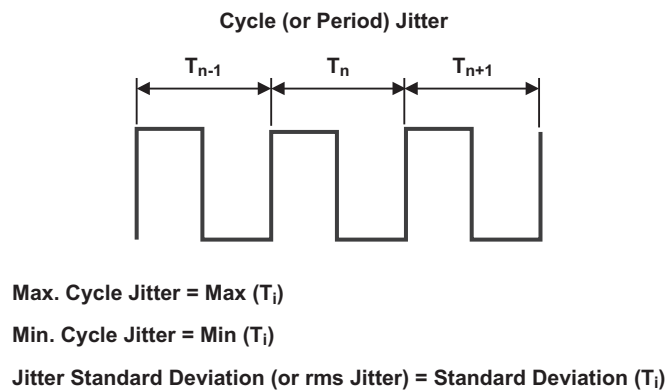 Cycle (or Period) Jitter
Tn-1 Tn Tn+1
Max. Cycle Jitter = Max (Ti)
Min. Cycle Jitter = Min (Ti)
Jitter Standard Deviation (or rms Jitter) = Standard Deviation (Ti)